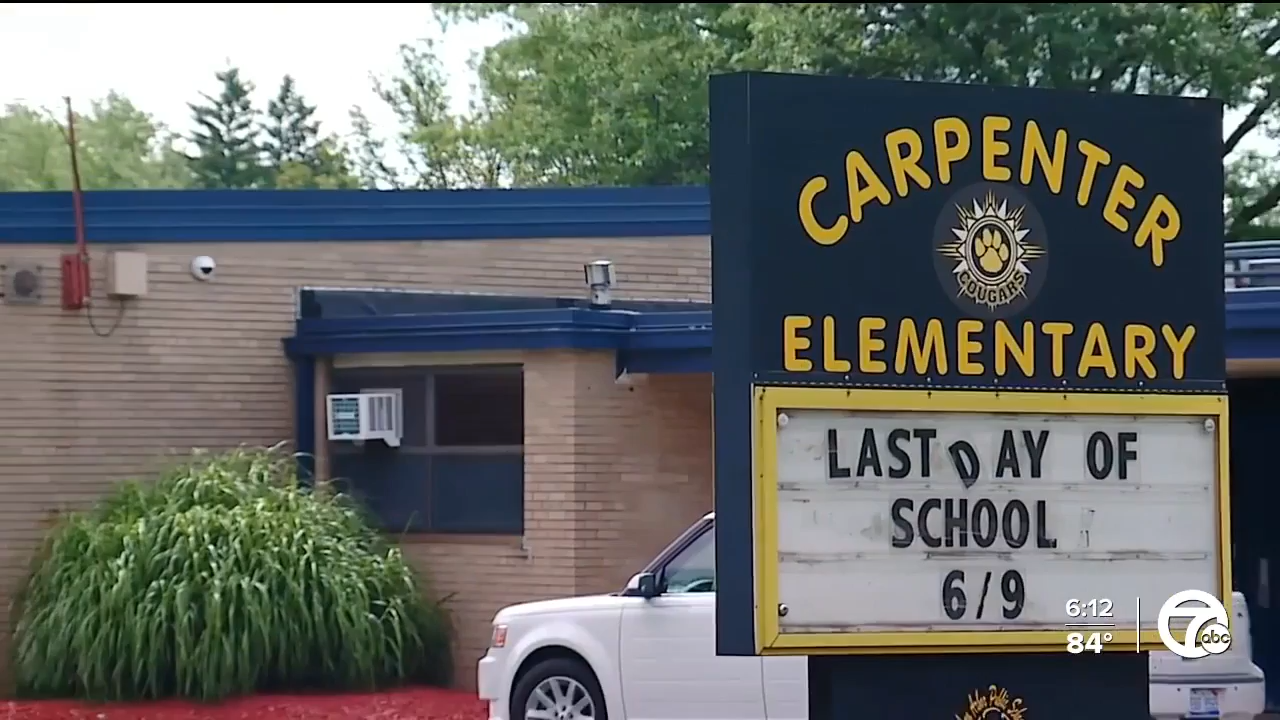 CARPENTER
COUGARS
ELEMENTARY
LAST DAY OF
SCHOOL
6/9
6:12
84°
7 abc